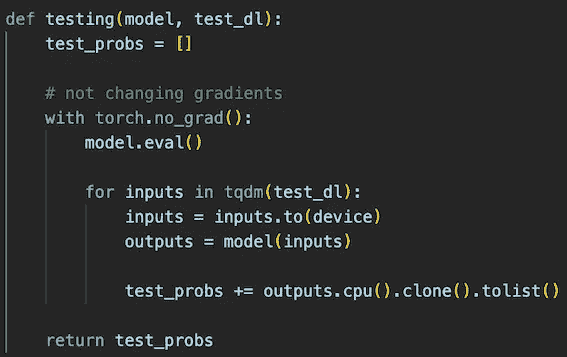 def testing(model, test_dl):
    test_probs = []
    # not changing gradients
    with torch.no_grad():
        model.eval()
        for inputs in tqdm(test_dl):
            inputs = inputs.to(device)
            outputs = model(inputs)
            test_probs += outputs.cpu().clone().tolist()
    return test_probs